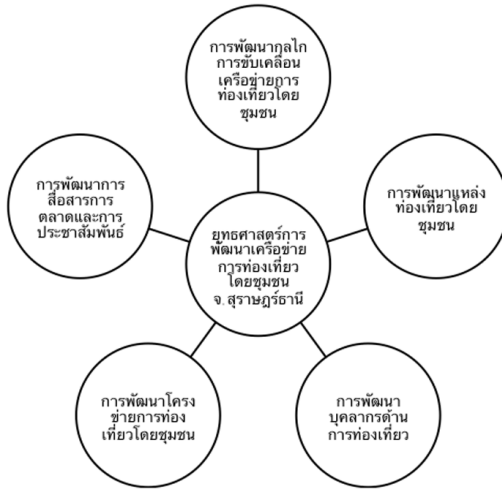 การพัฒนากลไก
การขับเคลื่อน
เครือข่ายการ
ท่องเที่ยวโดย
ชุมชน
การพัฒนาการ
สื่อสารการ
ตลาดและการ
ประชาสัมพันธ์
การพัฒนาแหล่ง
ท่องเที่ยวโดย
ชุมชน
ยุทธศาสตร์การ
พัฒนาเครือข่าย
การท่องเที่ยว
โดยชุมชน
จ. สุราษฎร์ธานี
การพัฒนาโครง
ข่ายการท่อง
เที่ยวโดยชุมชน
การพัฒนา
บุคลากรด้าน
การท่องเที่ยว